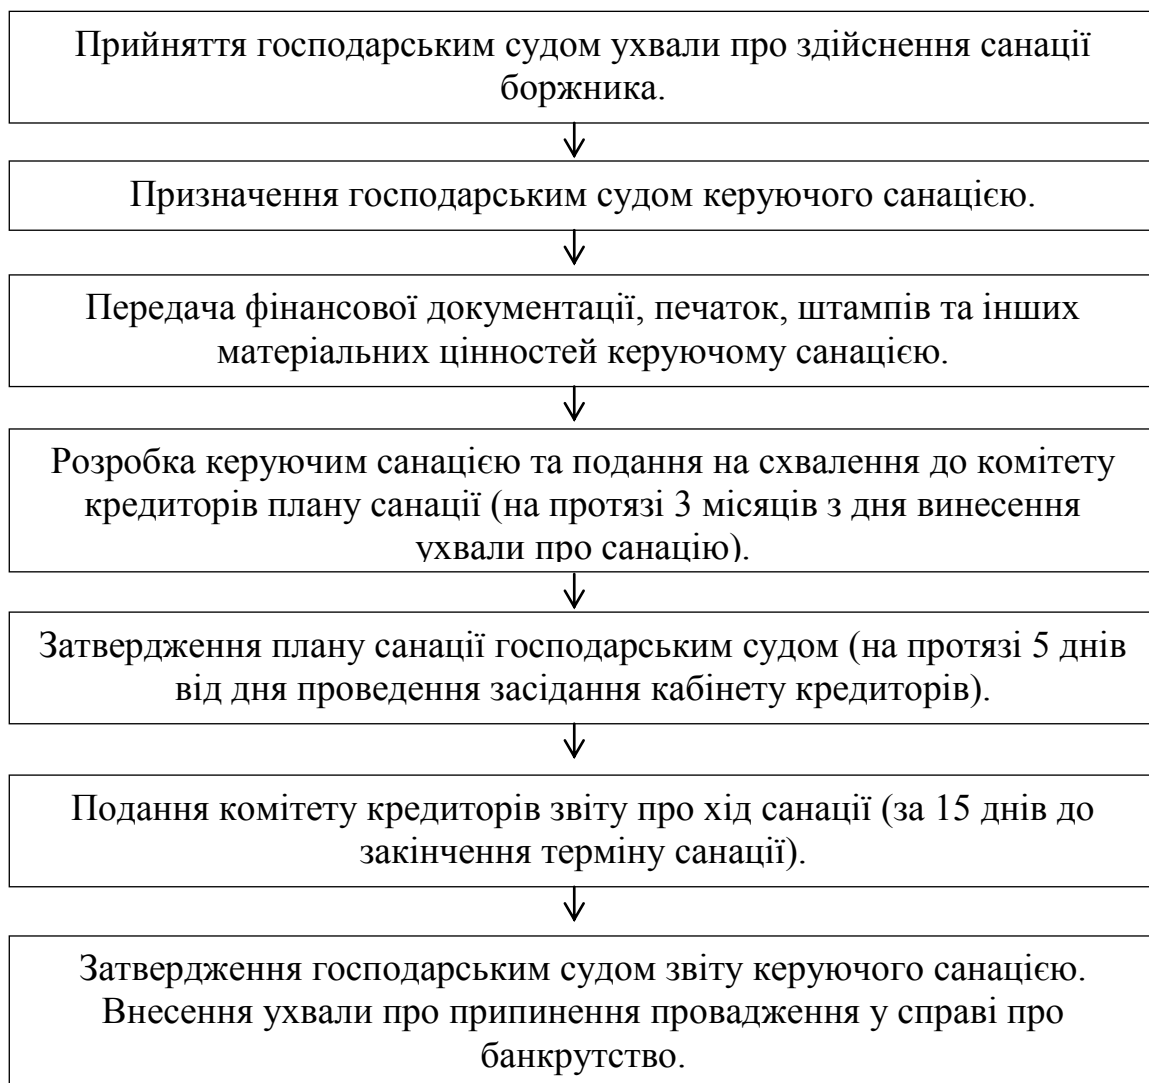 Прийняття господарським судом ухвали про здійснення санації
боржника.
Призначення господарським судом керуючого санацією.
Передача фінансової документації, печаток, штампів та інших
матеріальних цінностей керуючому санацією.
Розробка керуючим санацією та подання на схвалення до комітету
кредиторів плану санації (на протязі 3 місяців з дня винесення
ухвали про санацію).
Затвердження плану санації господарським судом (на протязі 5 днів
від дня проведення засідання кабінету кредиторів).
Подання комітету кредиторів звіту про хід санації (за 15 днів до
закінчення терміну санації).
Затвердження господарським судом звіту керуючого санацією.
Внесення ухвали про припинення провадження у справі про
банкрутство.